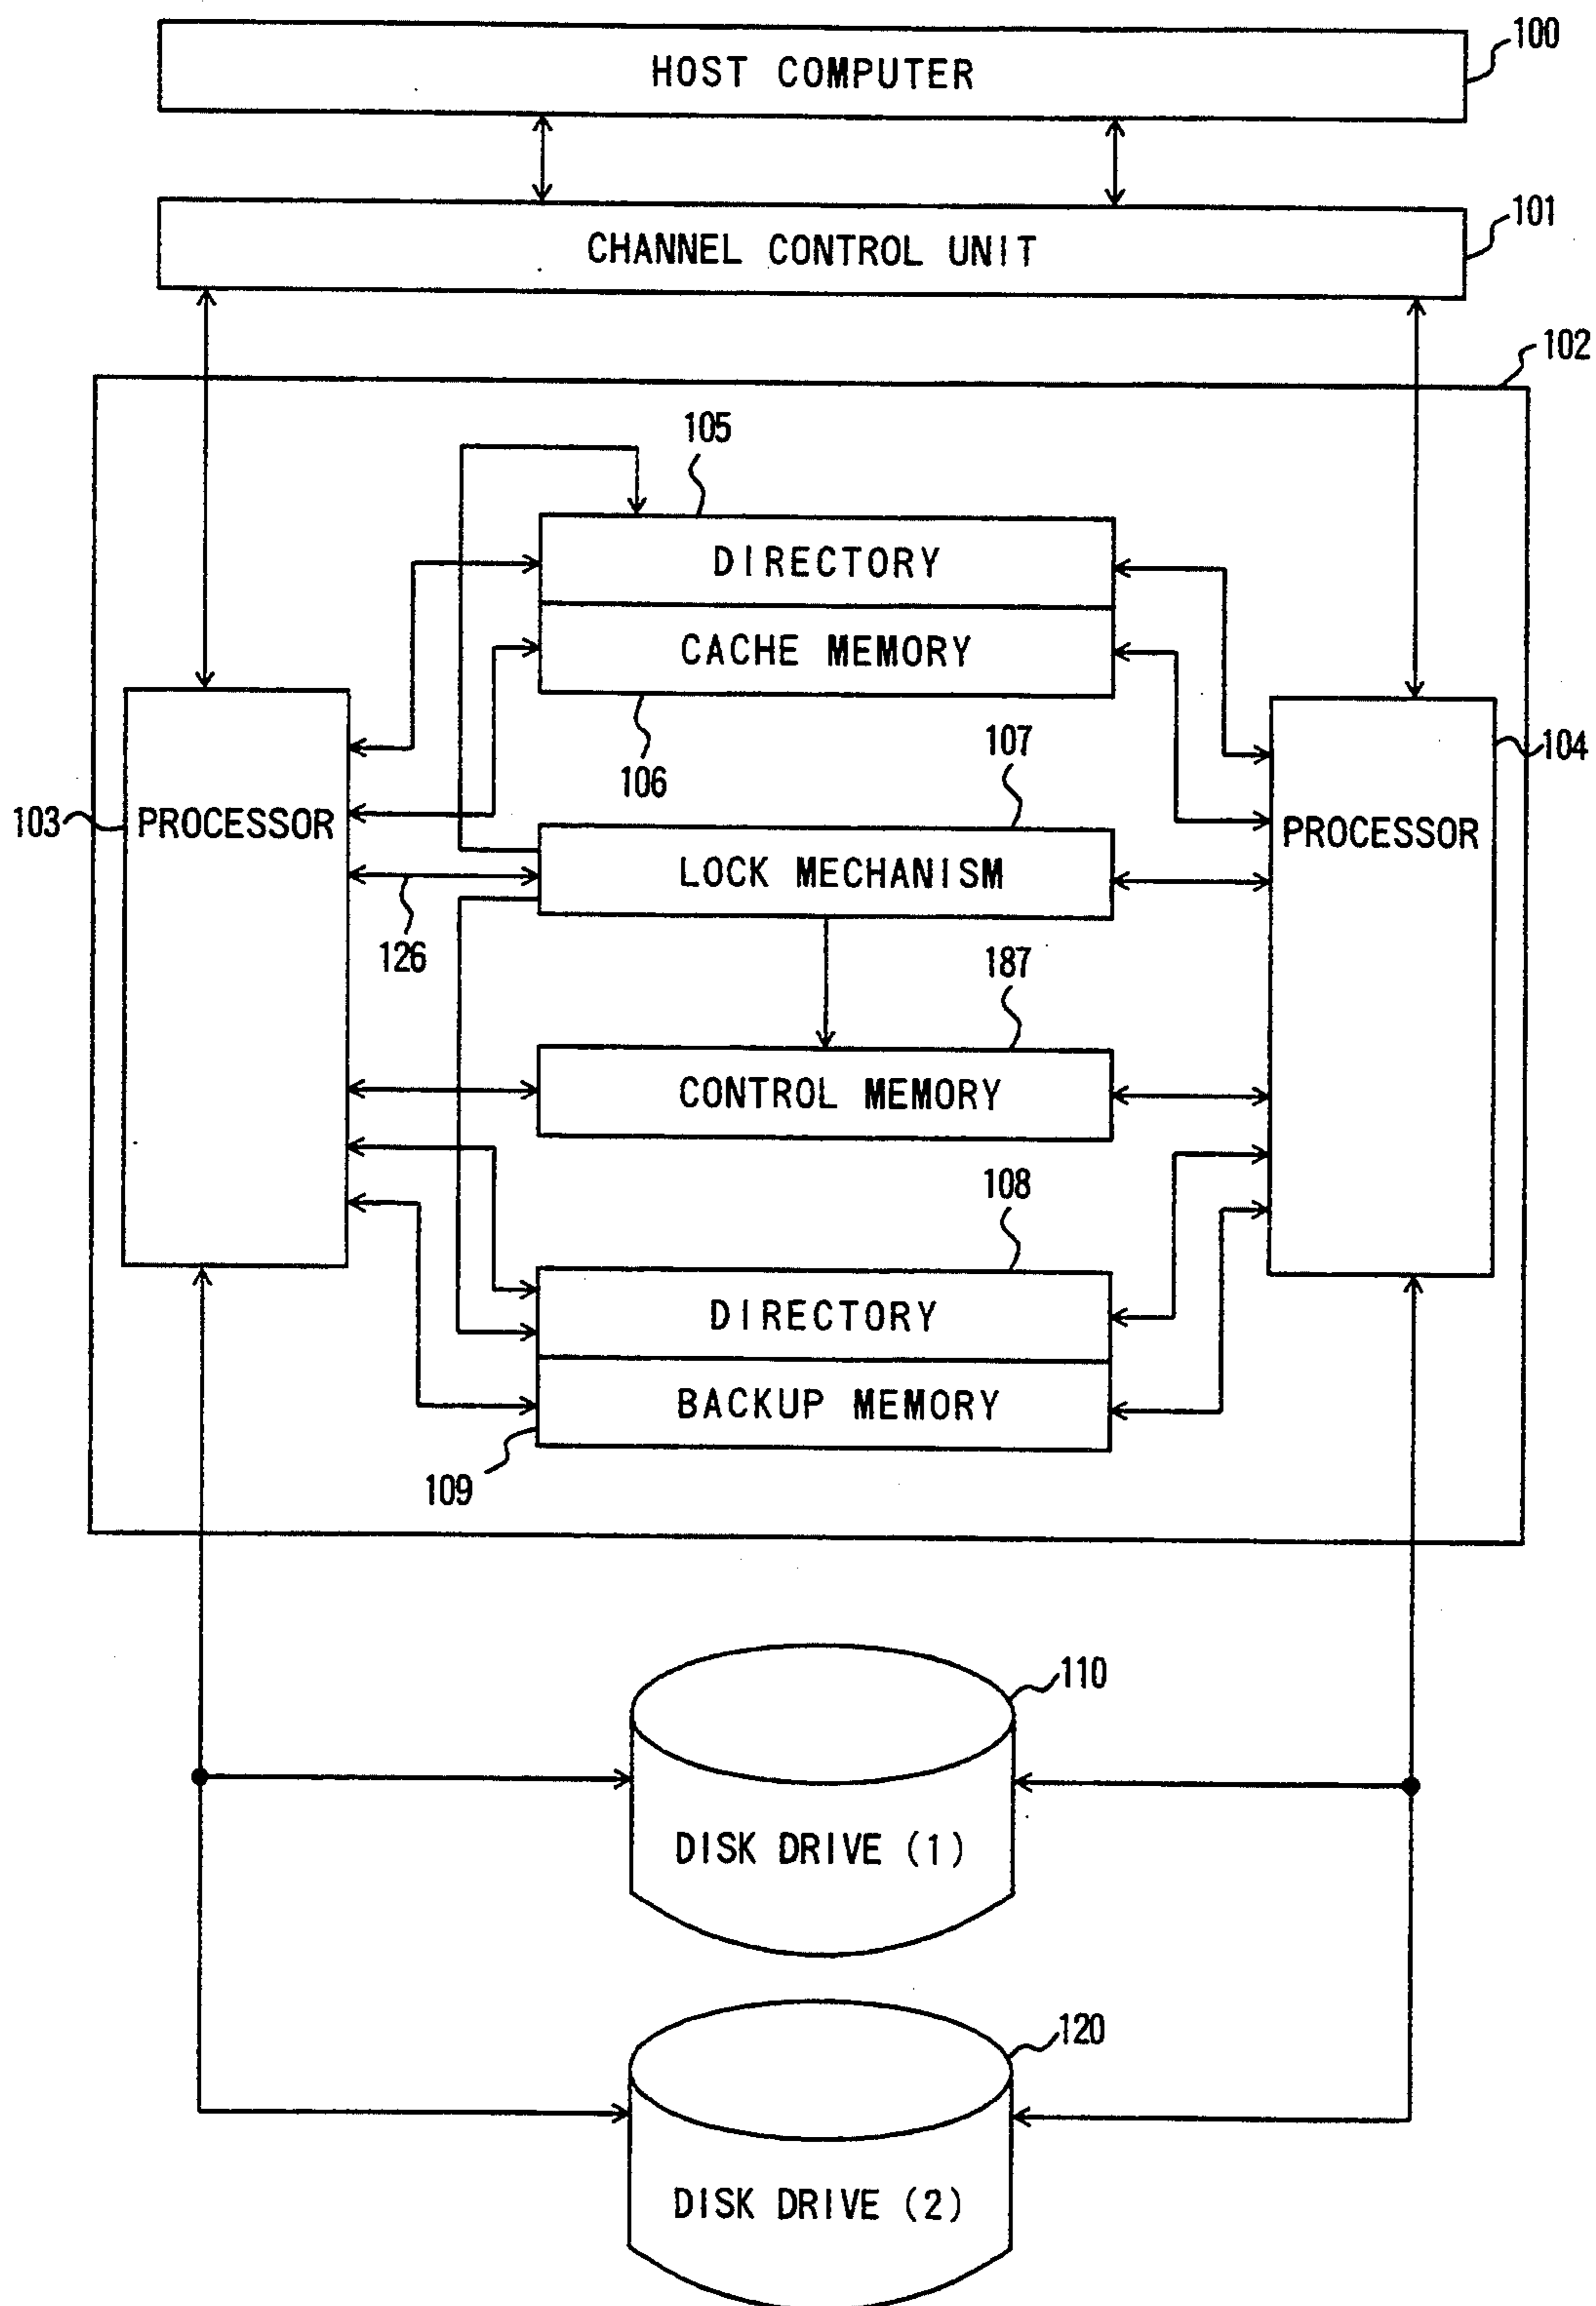 100
HOST COMPUTER
101
CHANNEL CONTROL UNIT
102
105
DIRECTORY
CACHE MEMORY
106
107
104
103
PROCESSOR
PROCESSOR
LOCK MECHANISM
126
187
CONTROL MEMORY
108
DIRECTORY
BACKUP MEMORY
109
110
DISK DRIVE (1)
120
DISK DRIVE (2)